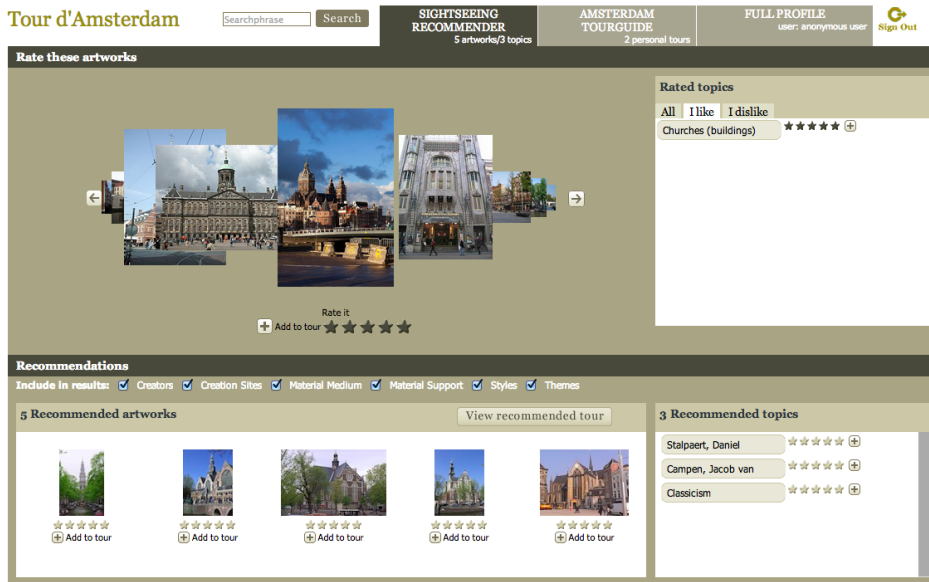 Tour d'Amsterdam
Searchphrase
Search
SIGHTSEEING
RECOMMENDER
5 artworks/3 topics
AMSTERDAM
TOURGUIDE
2 personal tours
FULL PROFILE
user: anonymous user
Sign Out
Rate these artworks
Rated topics
All I like I dislike
Churches (buildings)
Rate it
Add to tour
Recommendations
Include in results: Creators Creation Sites Material Medium Material Support Styles Themes
5 Recommended artworks
View recommended tour
3 Recommended topics
Stalpaert, Daniel
Campen, Jacob van
Classicism
Add to tour Add to tour Add to tour Add to tour Add to tour